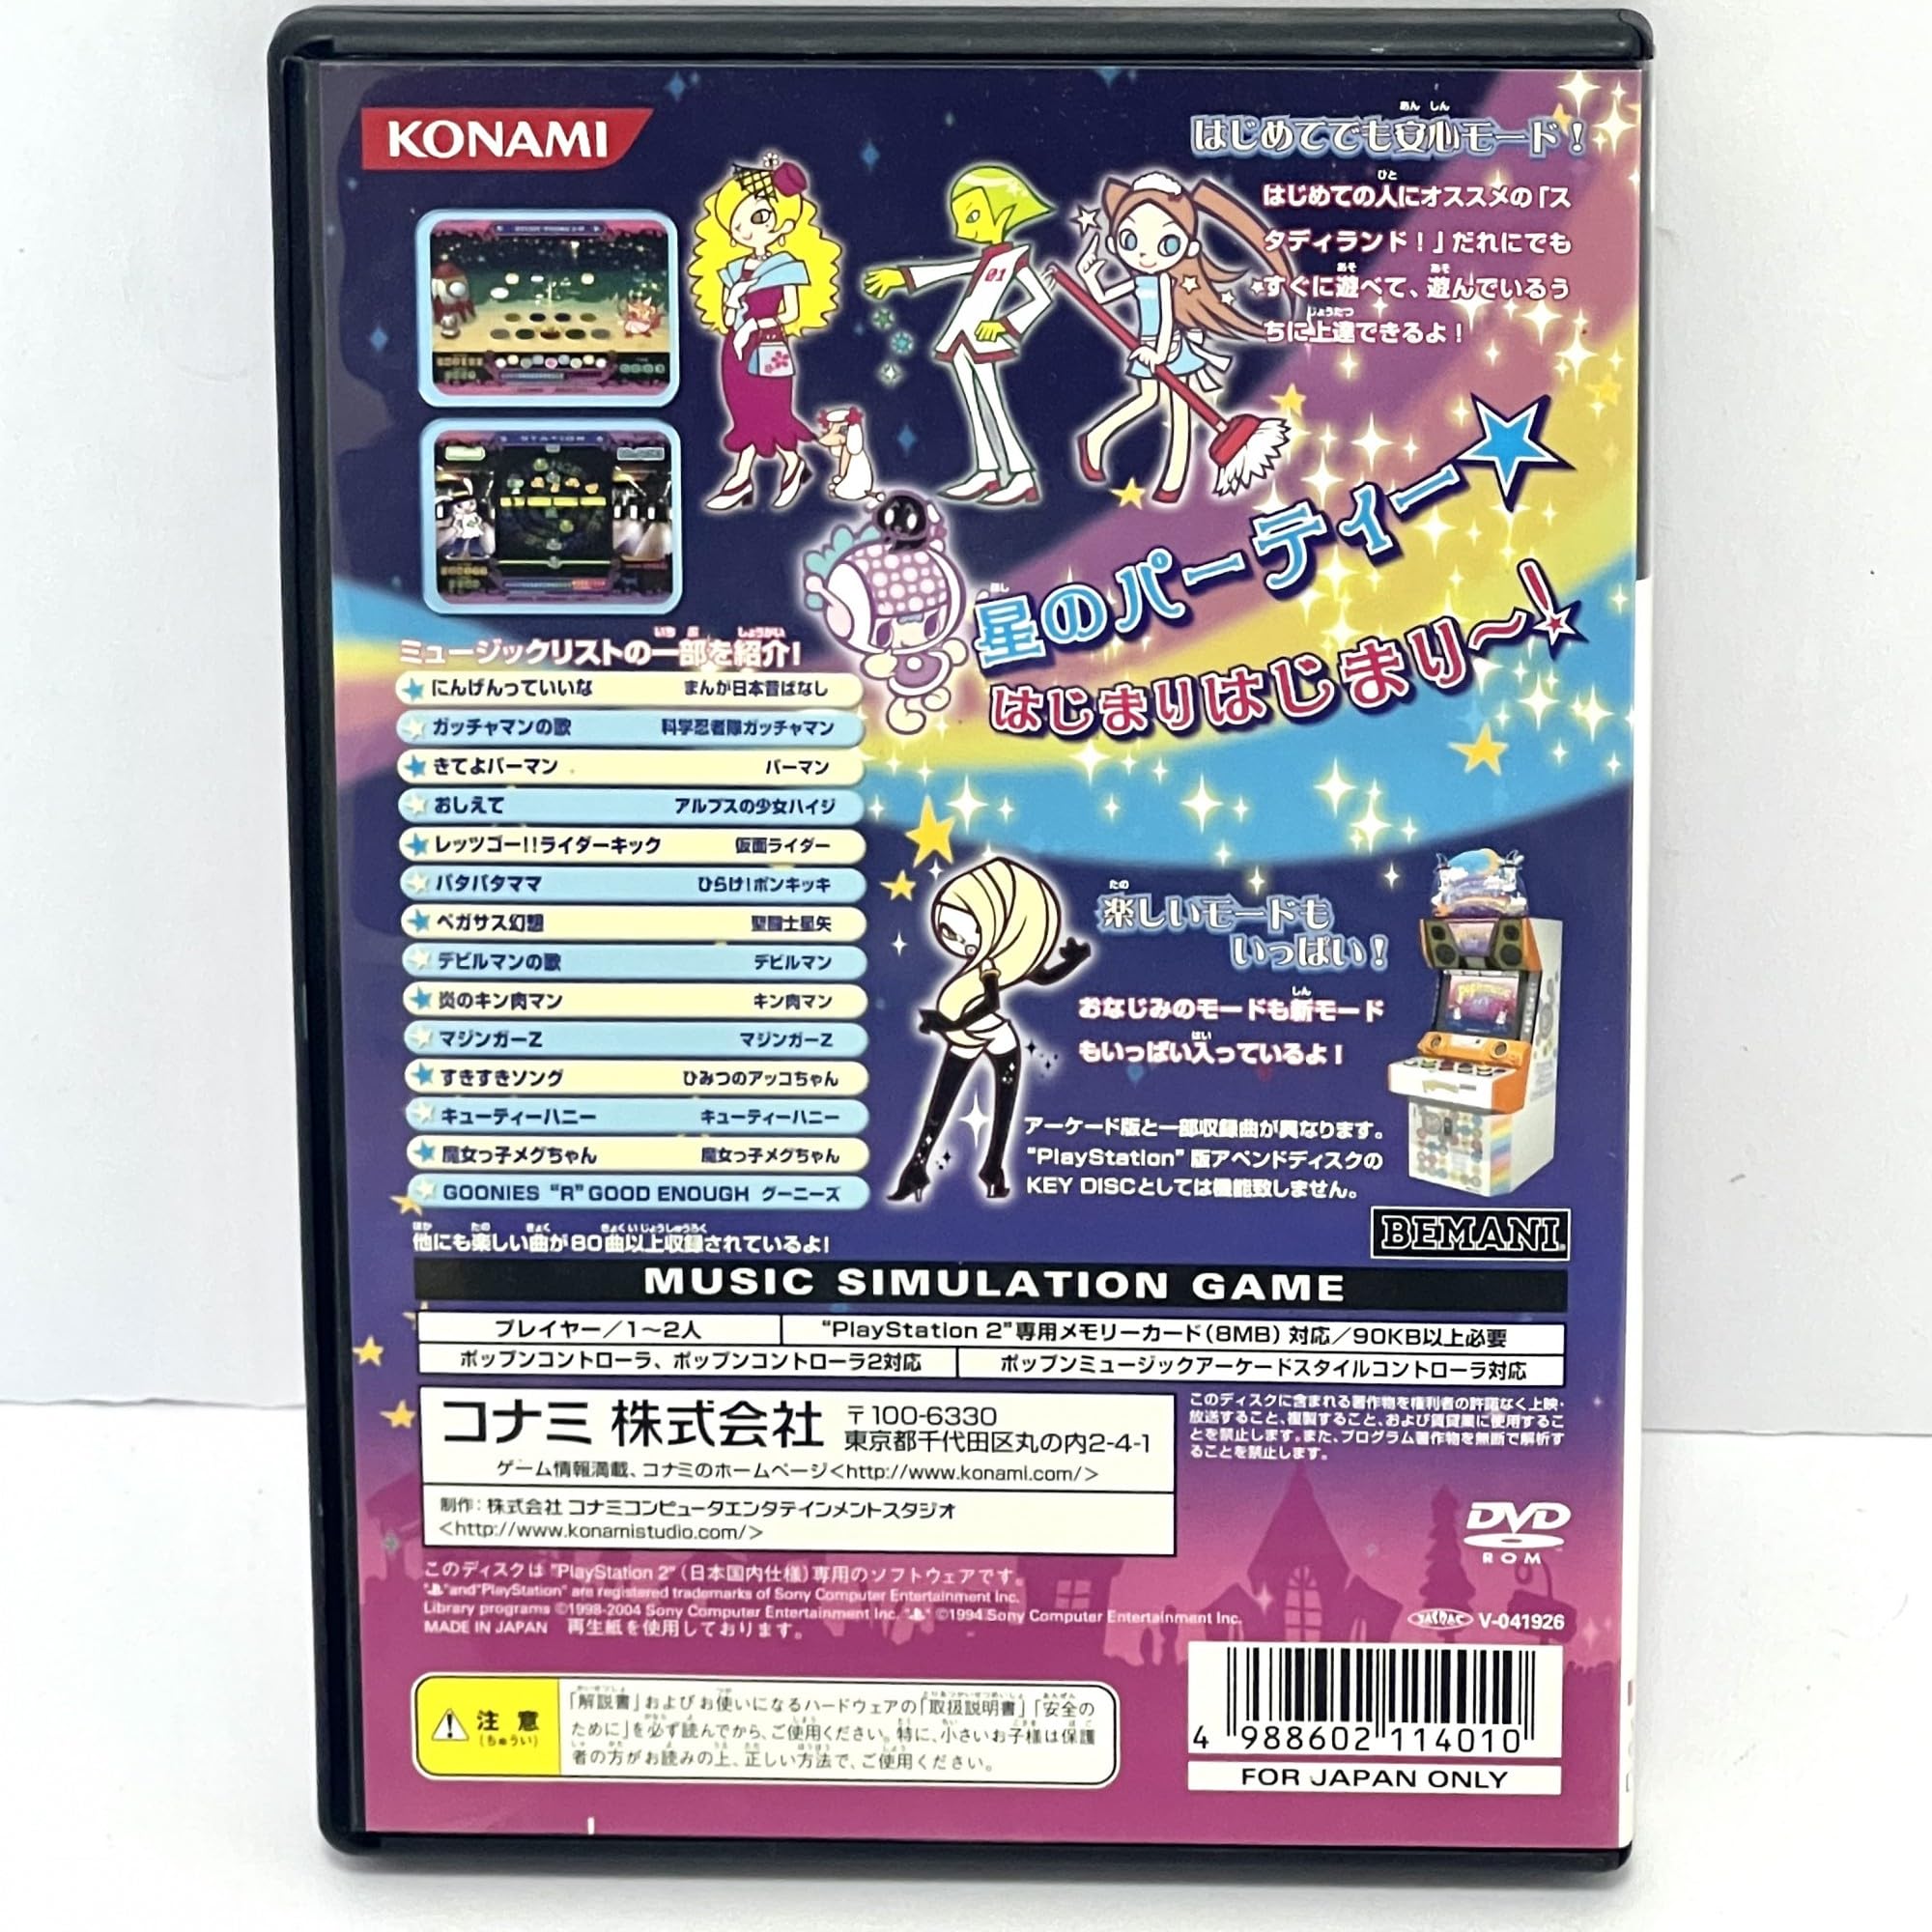 KONAMI
はじめてでも安心モード!
はじめての人にオススメの「ス
タディランド!」だれにでも
すぐに遊べて、遊んでいるう
ちに上達できるよ!
STATION
01
星のパーティー☆
はじまりはじまり〜!
ミュージックリストの一部を紹介!
にんげんっていいな まんが日本昔ばなし
ガッチャマンの歌 科学忍者隊ガッチャマン
きてよパーマン パーマン
おしえて アルプスの少女ハイジ
レッツゴー!!ライダーキック 仮面ライダー
パタパタママ ひらけ!ポンキッキ
ペガサス幻想 聖闘士星矢
デビルマンの歌 デビルマン
炎のキン肉マン キン肉マン
マジンガーZ マジンガーZ
すきすきソング ひみつのアッコちゃん
キューティーハニー キューティーハニー
魔女っ子メグちゃん 魔女っ子メグちゃん
GOONIES "R" GOOD ENOUGH グーニーズ
他にも楽しい曲が80曲以上収録されているよ!
楽しいモードも
いっぱい!
おなじみのモードも新モード
もいっぱい入っているよ!
アーケード版と一部収録曲が異なります。
"PlayStation" 版アペンドディスクの
KEY DISCとしては機能致しません。
BEMANI
MUSIC SIMULATION GAME
プレイヤー/1〜2人 "PlayStation 2"専用メモリーカード(8MB) 対応/90KB以上必要
ポップンコントローラ、ポップンコントローラ2対応 ポップンミュージックアーケードスタイルコントローラ対応
コナミ 株式会社 〒100-6330
東京都千代田区丸の内2-4-1
ゲーム情報満載、コナミのホームページ<http://www.konami.com/>
制作:株式会社 コナミコンピュータエンタテインメントスタジオ
<http://www.konamistudio.com/>
このディスクに含まれる著作物を権利者の許諾なく上映・
放送すること、複製すること、および賃貸業に使用するこ
とを禁止します。また、プログラム著作物を無断で解析す
ることを禁止します。
DVD
ROM
このディスクは "PlayStation 2" (日本国内仕様) 専用のソフトウェアです。
" "and"PlayStation" are registered trademarks of Sony Computer Entertainment Inc.
Library programs ©1998-2004 Sony Computer Entertainment Inc. " " ©1994 Sony Computer Entertainment Inc.
MADE IN JAPAN 再生紙を使用しております。
JASRAC V-041926
注意
(ちゅうい)
「解説書」およびお使いになるハードウェアの「取扱説明書」「安全の
ために」を必ず読んでから、ご使用ください。特に、小さいお子様は保護
者の方がお読みの上、正しい方法で、ご使用ください。
4 988602 114010
FOR JAPAN ONLY